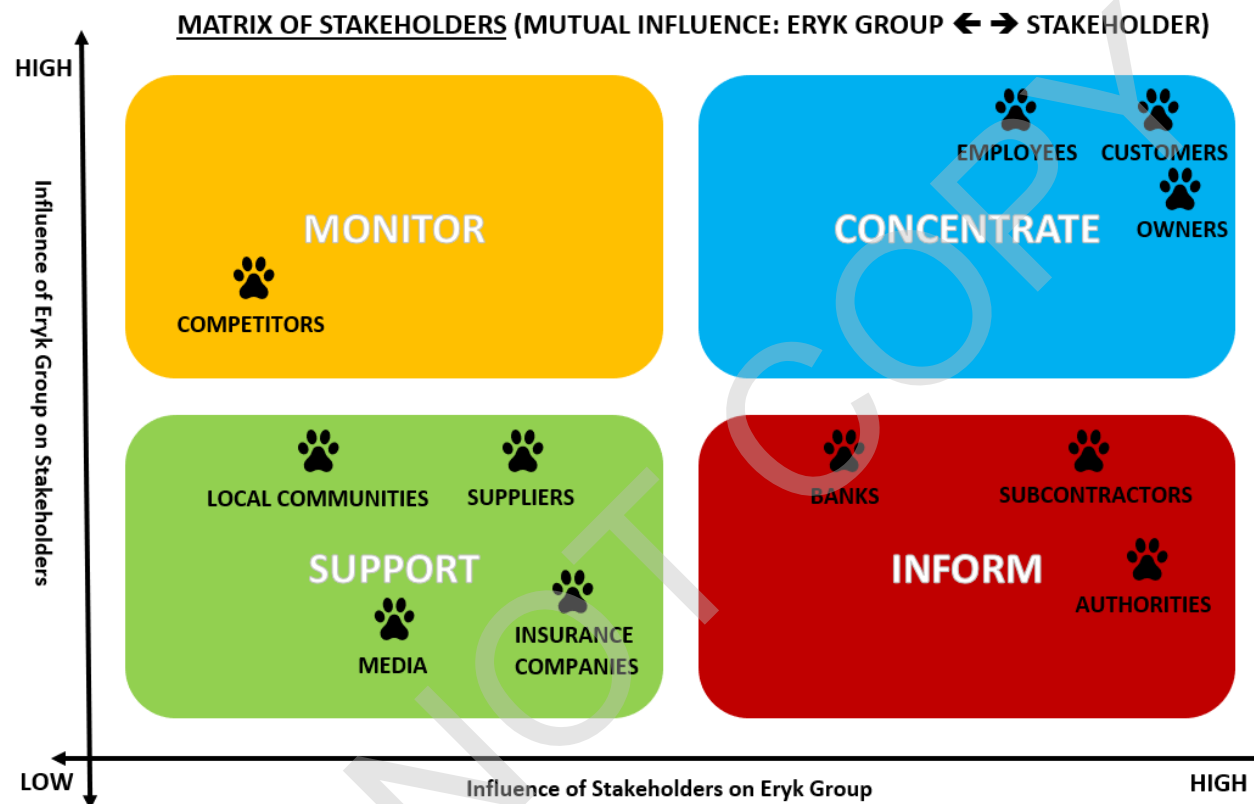 MATRIX OF STAKEHOLDERS (MUTUAL INFLUENCE: ERYK GROUP ← → STAKEHOLDER)
HIGH
Influence of Eryk Group on Stakeholders
MONITOR
COMPETITORS
EMPLOYEES
CUSTOMERS
OWNERS
CONCENTRATE
LOCAL COMMUNITIES
SUPPLIERS
SUPPORT
MEDIA
INSURANCE
COMPANIES
BANKS
SUBCONTRACTORS
INFORM
AUTHORITIES
LOW
Influence of Stakeholders on Eryk Group
HIGH
NOT COPY